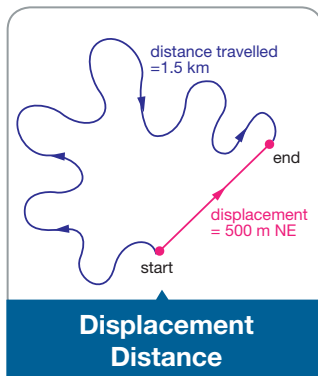 distance travelled
=1.5 km
end
displacement
= 500 m NE
start
Displacement
Distance